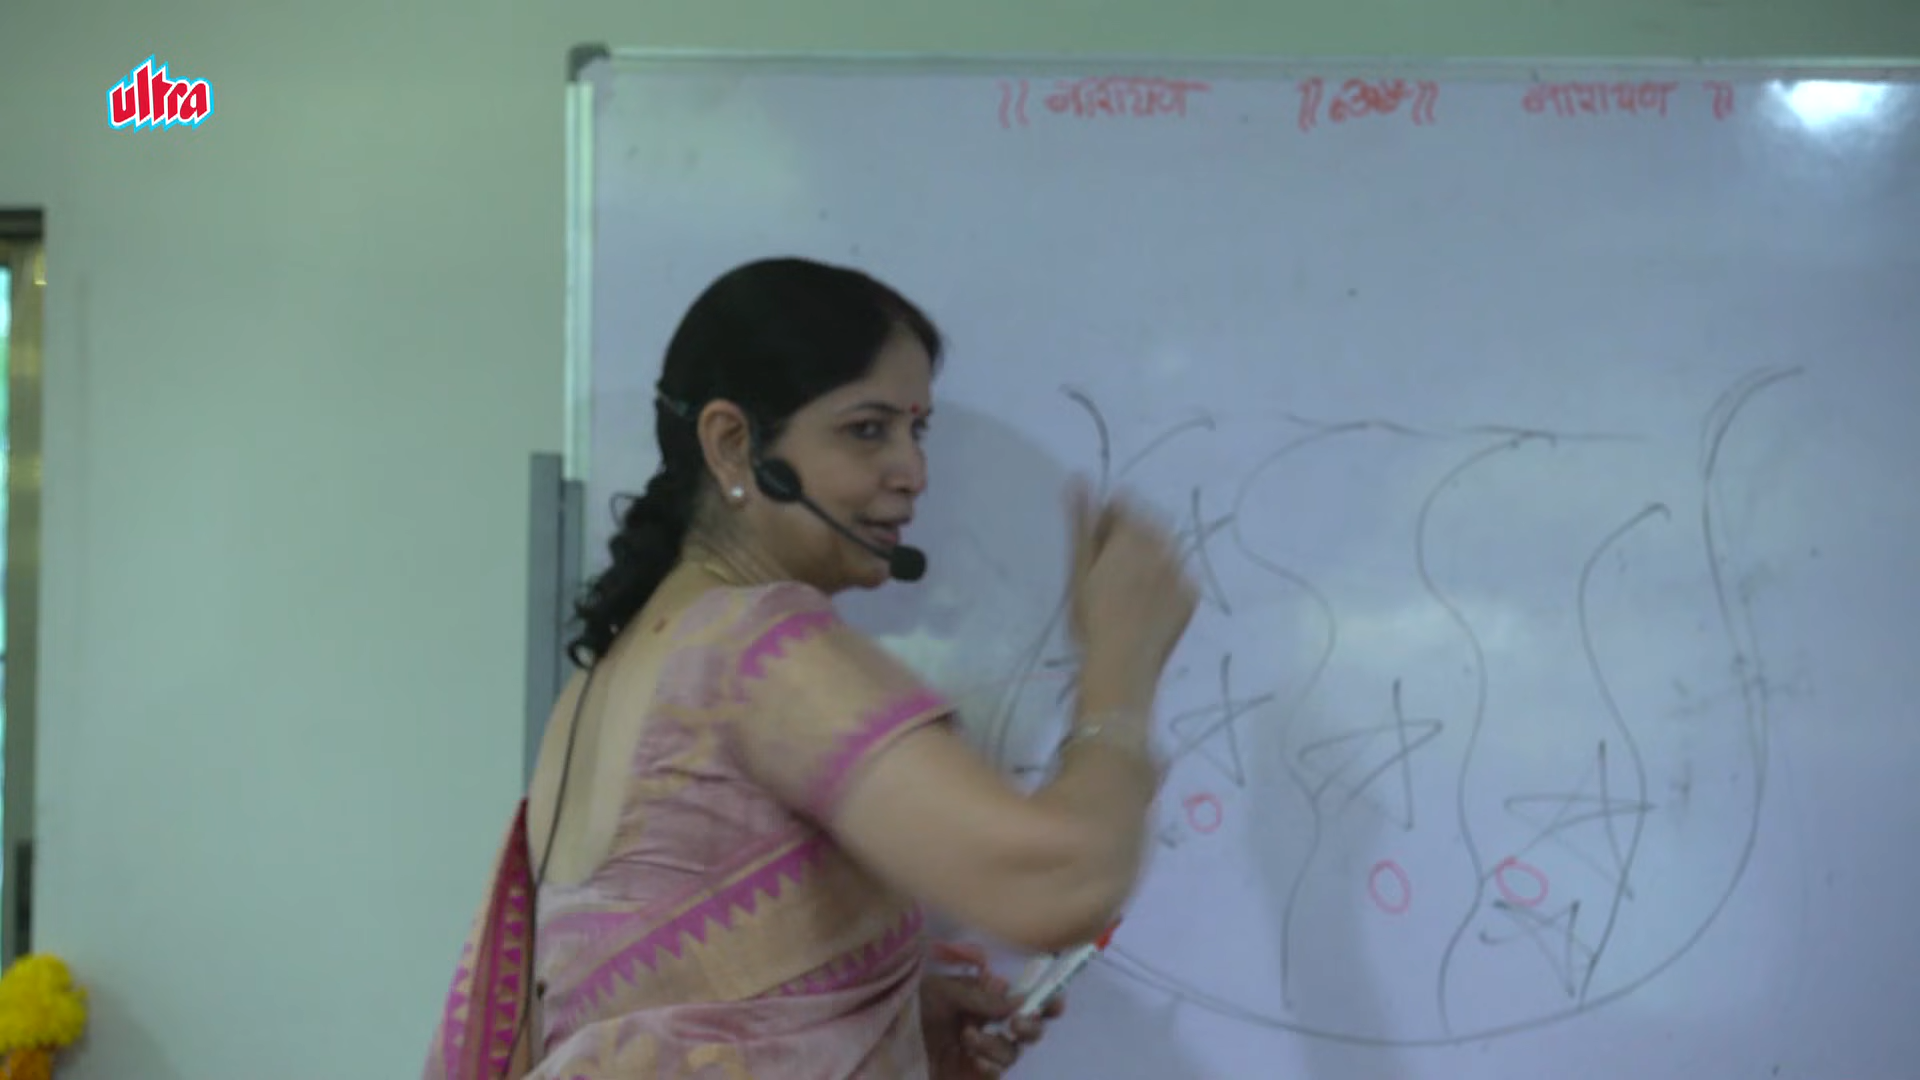 ultra
॥ नारायण ॥ ॐ ॥ नारायण ॥